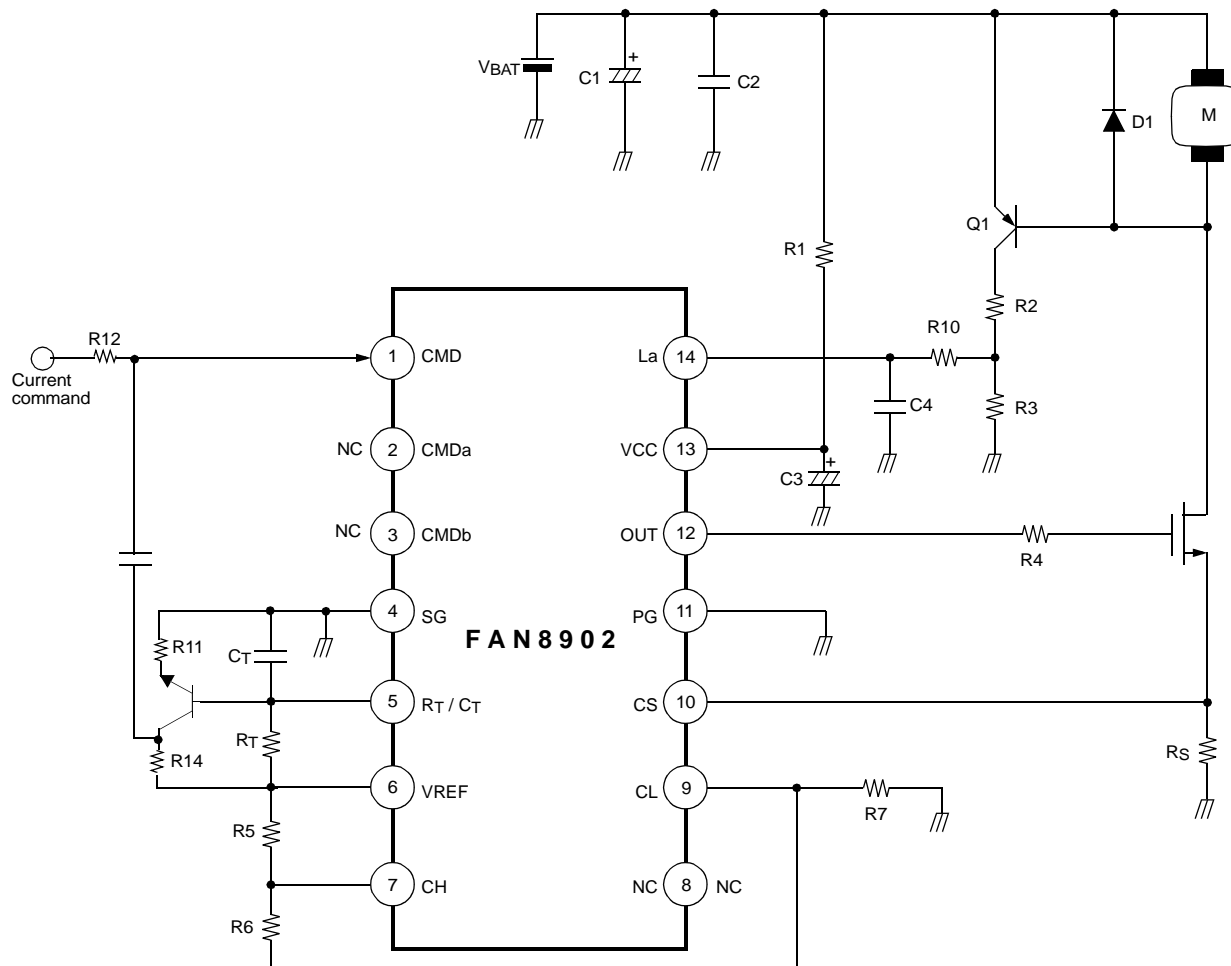 VBAT
+
C1
C2
D1
M
Q1
R1
R2
R12
R10
Current
command
1
CMD
La
14
R3
C4
NC
2
CMDa
VCC
13
+
C3
NC
3
CMDb
OUT
12
R4
4
SG
PG
11
FAN8902
R11
CT
5
RT / CT
CS
10
RT
RS
R14
6
VREF
CL
9
R7
R5
7
CH
NC
8
NC
R6